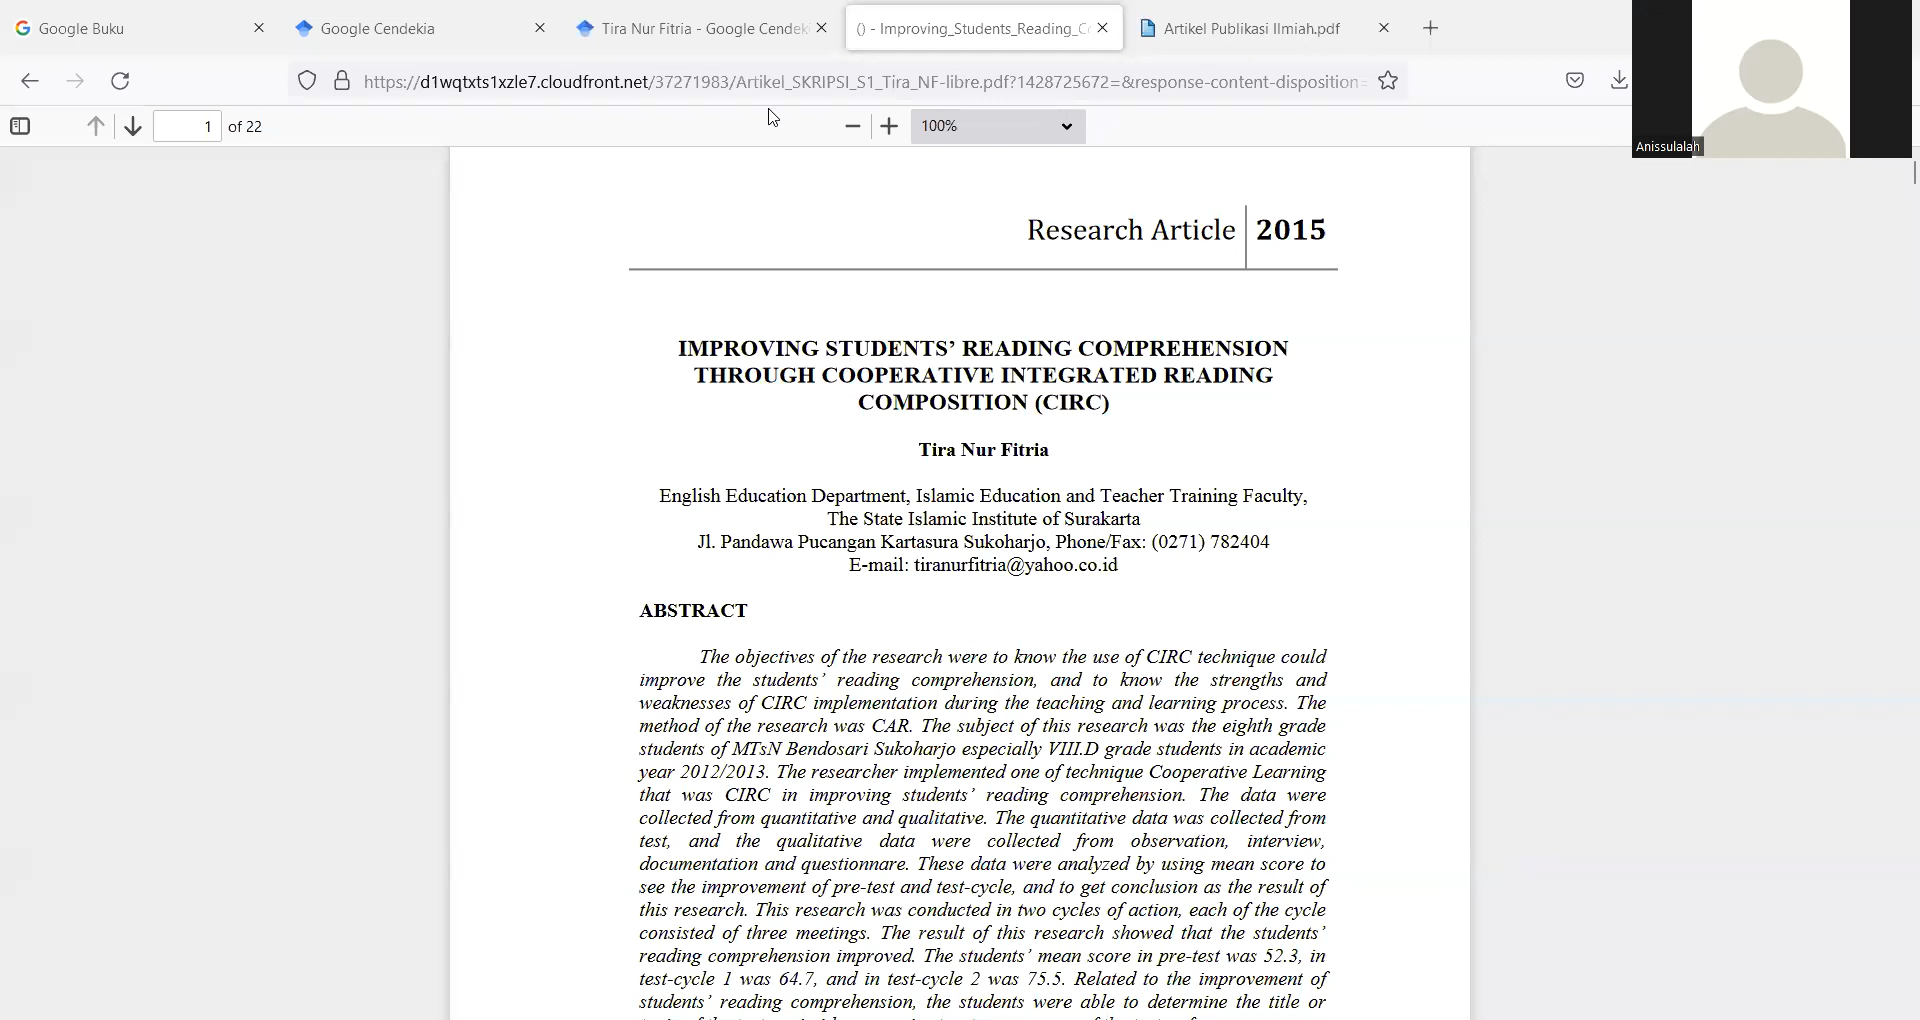 Google Buku
Google Cendekia
Tira Nur Fitria - Google Cendek
() - Improving_Students_Reading_C
Artikel Publikasi Ilmiah.pdf
https://d1wqtxts1xzle7.cloudfront.net/37271983/Artikel_SKRIPSI_S1_Tira_NF-libre.pdf?1428725672=&response-content-disposition=
1 of 22
100%
Anissulalah
Research Article 2015
IMPROVING STUDENTS’ READING COMPREHENSION
THROUGH COOPERATIVE INTEGRATED READING
COMPOSITION (CIRC)
Tira Nur Fitria
English Education Department, Islamic Education and Teacher Training Faculty,
The State Islamic Institute of Surakarta
Jl. Pandawa Pucangan Kartasura Sukoharjo, Phone/Fax: (0271) 782404
E-mail: tiranurfitria@yahoo.co.id
ABSTRACT
The objectives of the research were to know the use of CIRC technique could
improve the students’ reading comprehension, and to know the strengths and
weaknesses of CIRC implementation during the teaching and learning process. The
method of the research was CAR. The subject of this research was the eighth grade
students of MTsN Bendosari Sukoharjo especially VIII.D grade students in academic
year 2012/2013. The researcher implemented one of technique Cooperative Learning
that was CIRC in improving students’ reading comprehension. The data were
collected from quantitative and qualitative. The quantitative data was collected from
test, and the qualitative data were collected from observation, interview,
documentation and questionnare. These data were analyzed by using mean score to
see the improvement of pre-test and test-cycle, and to get conclusion as the result of
this research. This research was conducted in two cycles of action, each of the cycle
consisted of three meetings. The result of this research showed that the students’
reading comprehension improved. The students’ mean score in pre-test was 52.3, in
test-cycle 1 was 64.7, and in test-cycle 2 was 75.5. Related to the improvement of
students’ reading comprehension, the students were able to determine the title or